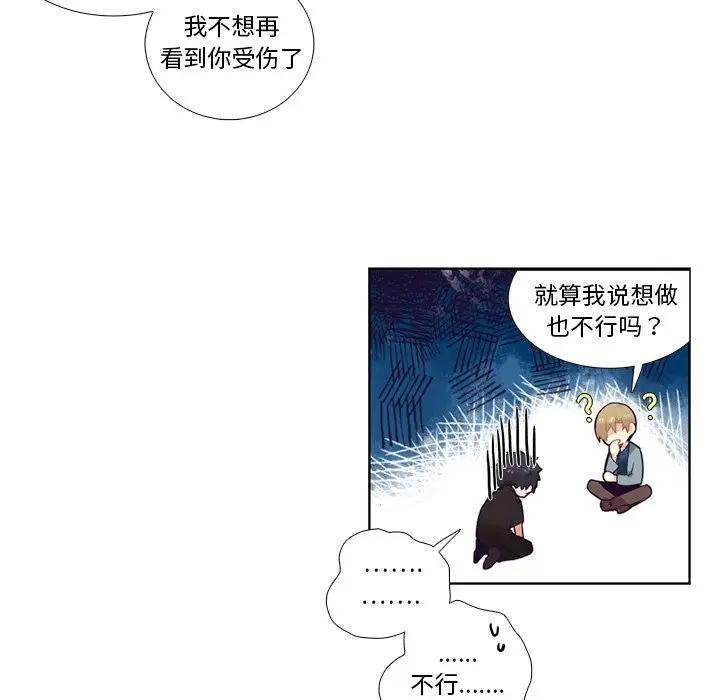 我不想再
看到你受伤了
就算我说想做
也不行吗？
？
？
.......
.......
......
不行.......